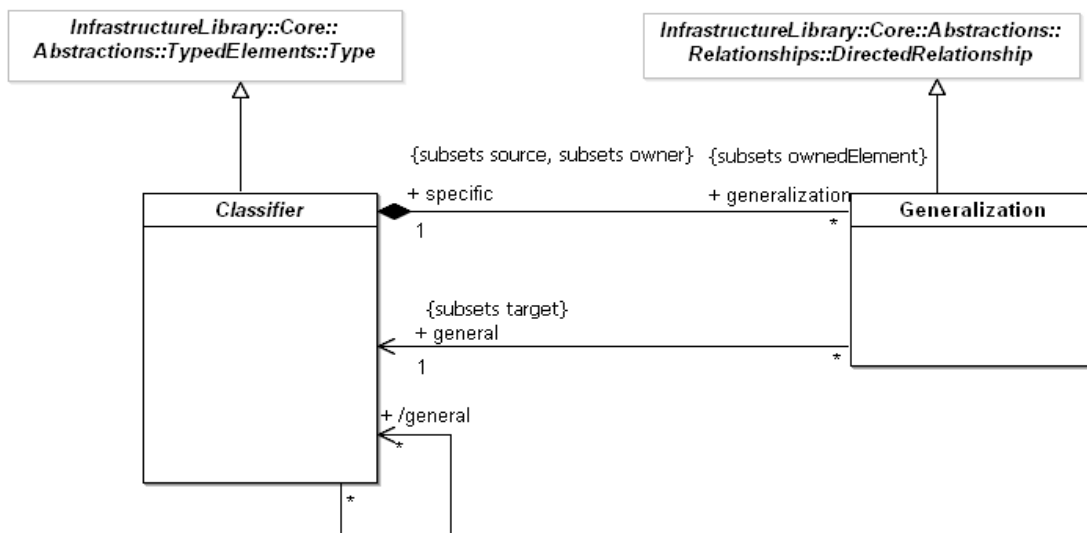 InfrastructureLibrary::Core::
Abstractions::TypedElements::Type
InfrastructureLibrary::Core::Abstractions::
Relationships::DirectedRelationship
{subsets source, subsets owner}
{subsets ownedElement}
Classifier
+ specific
+ generalization
Generalization
1
*
{subsets target}
+ general
1
*
+ /general
*
*